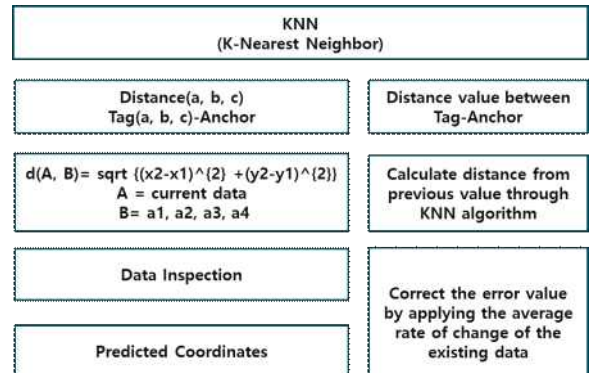 KNN
(K-Nearest Neighbor)
Distance(a, b, c)
Tag(a, b, c)-Anchor
Distance value between
Tag-Anchor
d(A, B)= sqrt {(x2-x1)^{2} +(y2-y1)^{2}}
A = current data
B= a1, a2, a3, a4
Calculate distance from
previous value through
KNN algorithm
Data Inspection
Correct the error value
by applying the average
rate of change of the
existing data
Predicted Coordinates